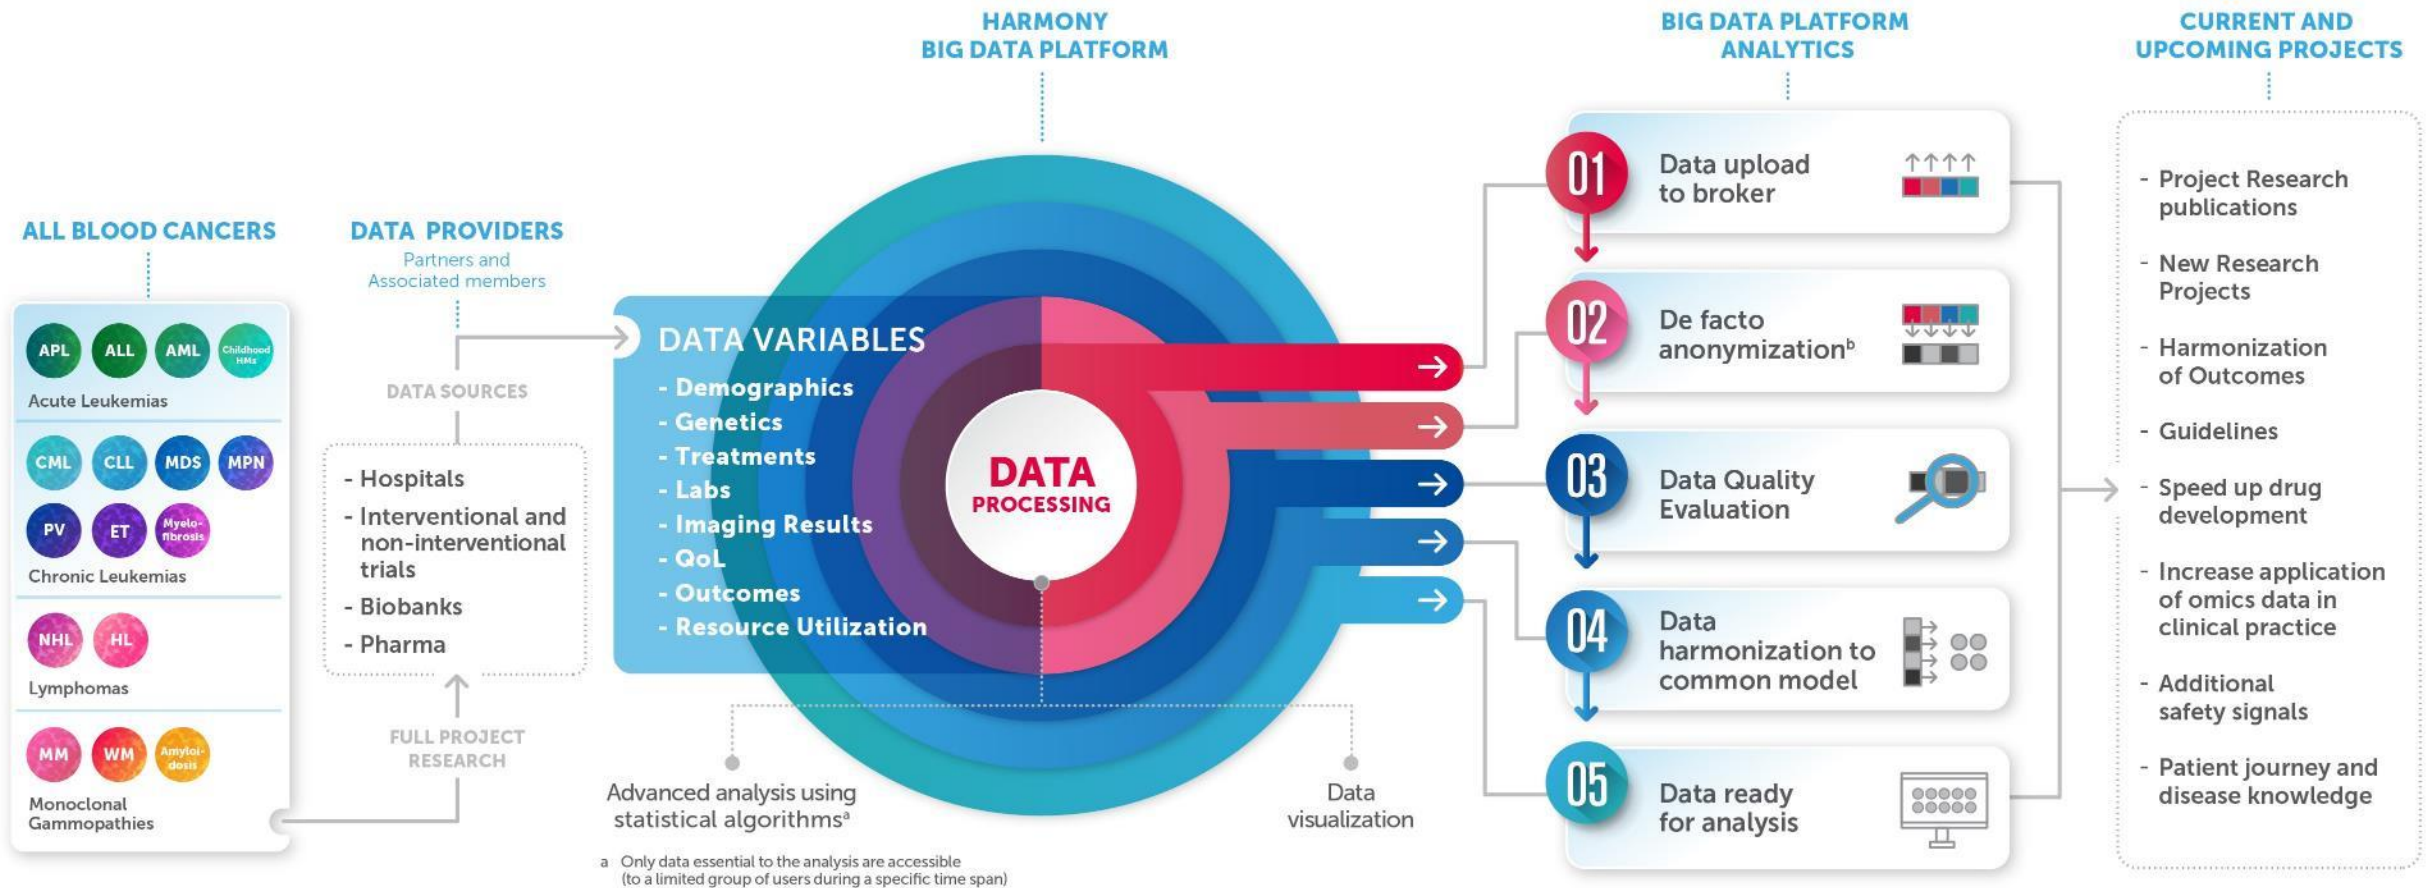 ALL BLOOD CANCERS
APL
ALL
AML
Childhood
HMs
Acute Leukemias
CML
CLL
MDS
MPN
PV
ET
Myelo-
fibrosis
Chronic Leukemias
NHL
HL
Lymphomas
MM
WM
Amyloi-
dosis
Monoclonal
Gammopathies
DATA PROVIDERS
Partners and
Associated members
DATA SOURCES
- Hospitals
- Interventional and
non-interventional
trials
- Biobanks
- Pharma
FULL PROJECT
RESEARCH
HARMONY
BIG DATA PLATFORM
DATA VARIABLES
- Demographics
- Genetics
- Treatments
- Labs
- Imaging Results
- QoL
- Outcomes
- Resource Utilization
DATA
PROCESSING
Advanced analysis using
statistical algorithmsᵃ
Data
visualization
a Only data essential to the analysis are accessible
(to a limited group of users during a specific time span)
BIG DATA PLATFORM
ANALYTICS
01
Data upload
to broker
02
De facto
anonymizationᵇ
03
Data Quality
Evaluation
04
Data
harmonization to
common model
05
Data ready
for analysis
CURRENT AND
UPCOMING PROJECTS
- Project Research
publications
- New Research
Projects
- Harmonization
of Outcomes
- Guidelines
- Speed up drug
development
- Increase application
of omics data in
clinical practice
- Additional
safety signals
- Patient journey and
disease knowledge